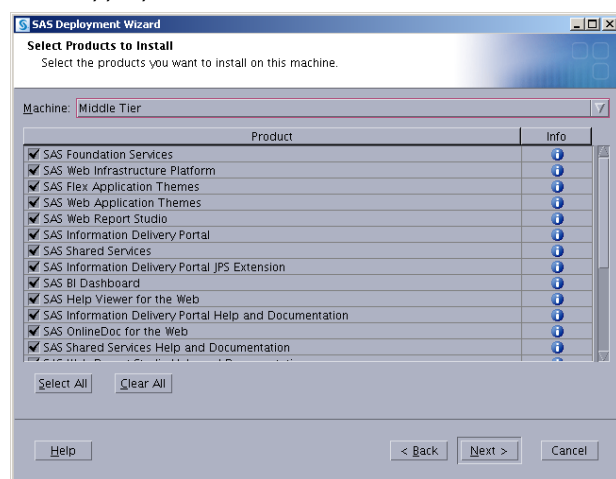 SAS Deployment Wizard
Select Products to Install
Select the products you want to install on this machine.
Machine: Middle Tier
Product Info
SAS Foundation Services
SAS Web Infrastructure Platform
SAS Flex Application Themes
SAS Web Application Themes
SAS Web Report Studio
SAS Information Delivery Portal
SAS Shared Services
SAS Information Delivery Portal JPS Extension
SAS BI Dashboard
SAS Help Viewer for the Web
SAS Information Delivery Portal Help and Documentation
SAS OnlineDoc for the Web
SAS Shared Services Help and Documentation
Select All Clear All
Help < Back Next > Cancel